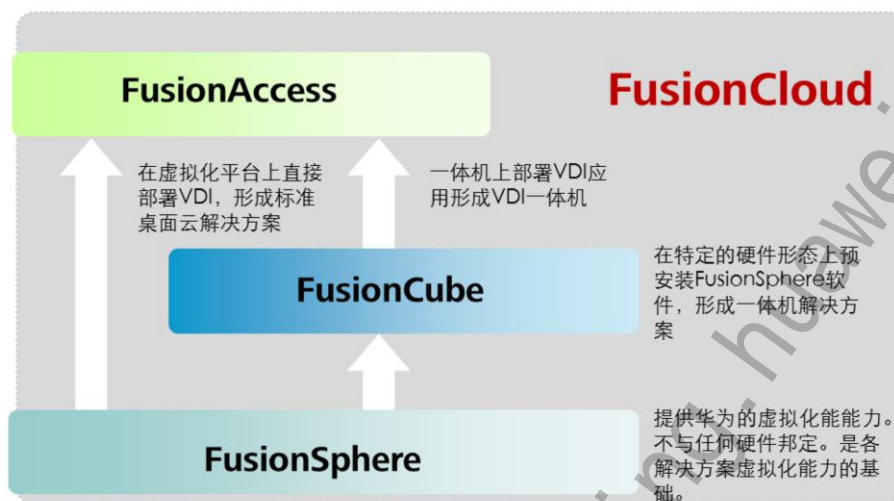 FusionAccess
FusionCloud
在虚拟化平台上直接
部署VDI，形成标准
桌面云解决方案
一体机上部署VDI应
用形成VDI一体机
FusionCube
在特定的硬件形态上预
安装FusionSphere软
件，形成一体机解决方
案
FusionSphere
提供华为的虚拟化能能力。
不与任何硬件邦定。是各
解决方案虚拟化能力的基
础。
ing.huawei.